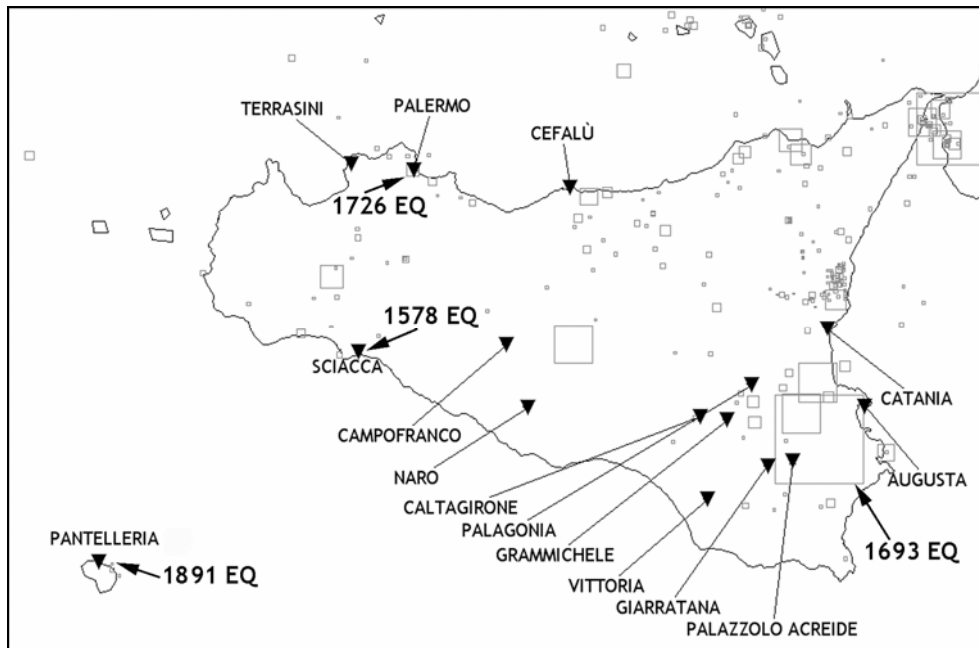 TERRASINI
PALERMO
CEFALÙ
1726 EQ
1578 EQ
SCIACCA
CAMPOFRANCO
CATANIA
NARO
AUGUSTA
CALTAGIRONE
PALAGONIA
PANTELLERIA
GRAMMICHELE
1693 EQ
1891 EQ
VITTORIA
GIARRATANA
PALAZZOLO ACREIDE